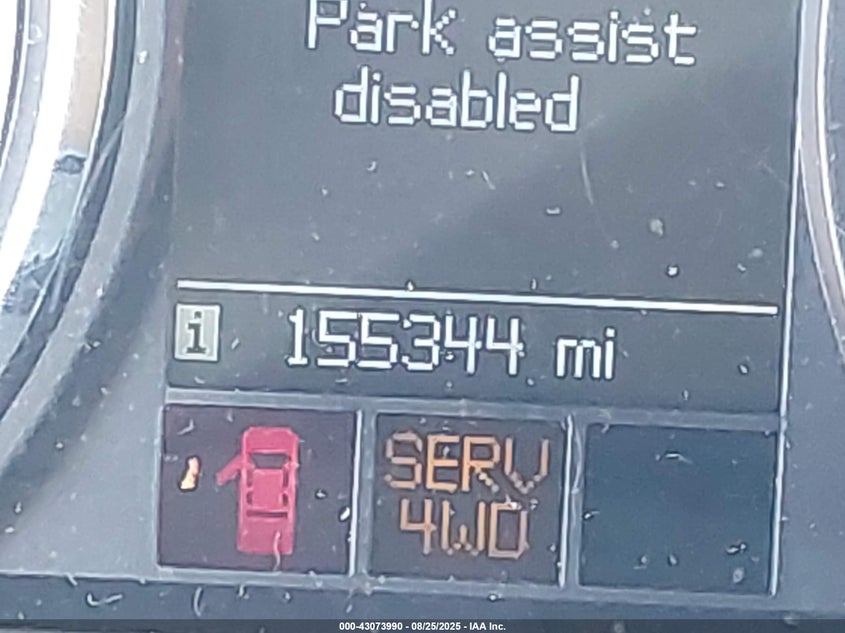 Park assist
disabled
i 155344 mi
SERV
4WD
000-43073990 - 08/25/2025 - IAA Inc.